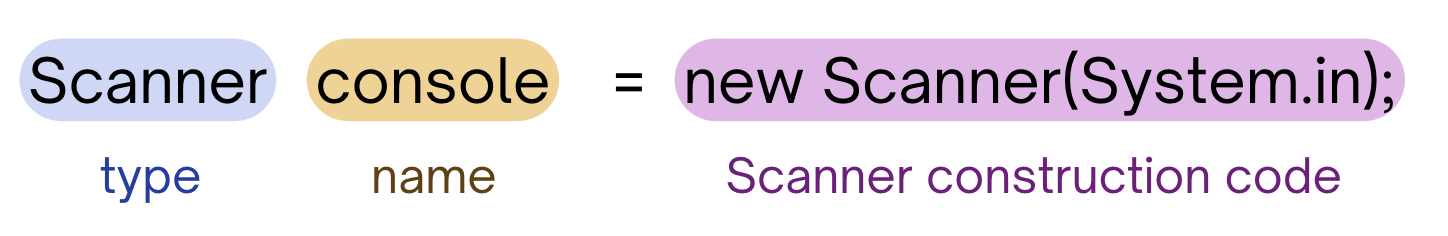 Scanner console = new Scanner(System.in);
type name Scanner construction code